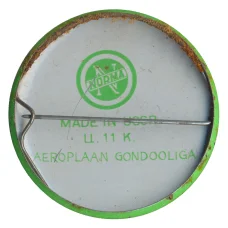 NORMA
MADE IN USSR
Ц. 11 К.
AEROPLAAN GONDOOLIGA